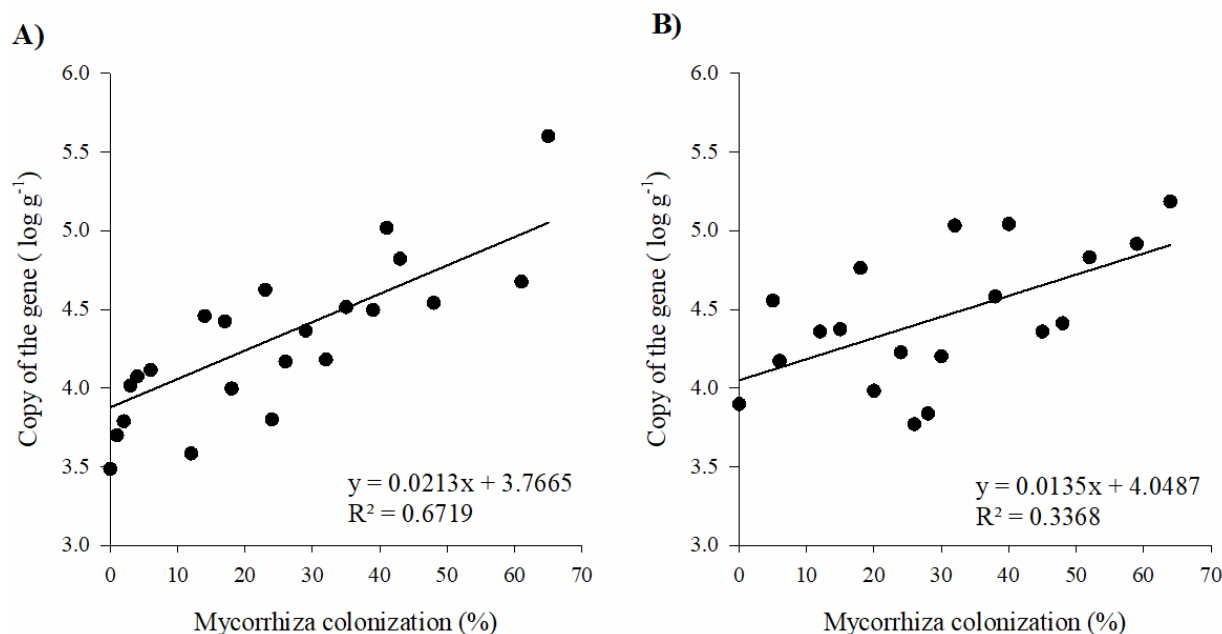 A)
6.0
5.5
5.0
4.5
4.0
3.5
3.0
Copy of the gene ( log g⁻¹)
y = 0.0213x + 3.7665
R² = 0.6719
0 10 20 30 40 50 60 70
Mycorrhiza colonization (%)
B)
6.0
5.5
5.0
4.5
4.0
3.5
3.0
Copy of the gene ( log g⁻¹)
y = 0.0135x + 4.0487
R² = 0.3368
0 10 20 30 40 50 60 70
Mycorrhiza colonization (%)